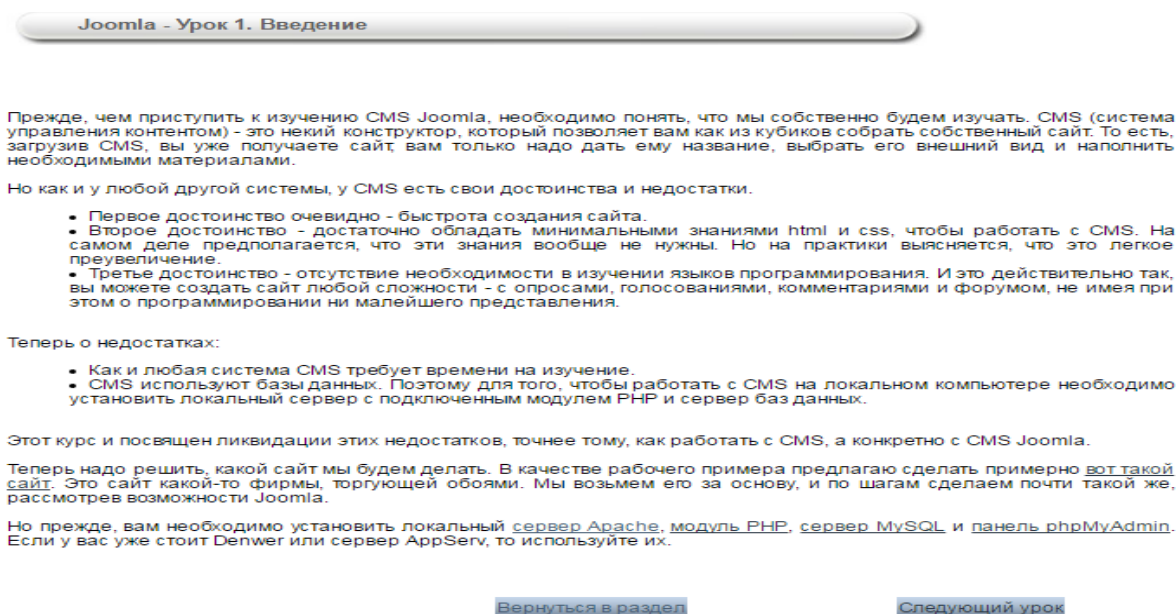 Joomla - Урок 1. Введение
Прежде, чем приступить к изучению CMS Joomla, необходимо понять, что мы собственно будем изучать. CMS (система
управления контентом) - это некий конструктор, который позволяет вам как из кубиков собрать собственный сайт. То есть,
загрузив CMS, вы уже получаете сайт, вам только надо дать ему название, выбрать его внешний вид и наполнить
необходимыми материалами.
Но как и у любой другой системы, у CMS есть свои достоинства и недостатки.
• Первое достоинство очевидно - быстрота создания сайта.
• Второе достоинство - достаточно обладать минимальными знаниями html и css, чтобы работать с CMS. На
самом деле предполагается, что эти знания вообще не нужны. Но на практики выясняется, что это легкое
преувеличение.
• Третье достоинство - отсутствие необходимости в изучении языков программирования. И это действительно так,
вы можете создать сайт любой сложности - с опросами, голосованиями, комментариями и форумом, не имея при
этом о программировании ни малейшего представления.
Теперь о недостатках:
• Как и любая система CMS требует времени на изучение.
• CMS используют базы данных. Поэтому для того, чтобы работать с CMS на локальном компьютере необходимо
установить локальный сервер с подключенным модулем PHP и сервер баз данных.
Этот курс и посвящен ликвидации этих недостатков, точнее тому, как работать с CMS, а конкретно с CMS Joomla.
Теперь надо решить, какой сайт мы будем делать. В качестве рабочего примера предлагаю сделать примерно вот такой
сайт. Это сайт какой-то фирмы, торгующей обоями. Мы возьмем его за основу, и по шагам сделаем почти такой же,
рассмотрев возможности Joomla.
Но прежде, вам необходимо установить локальный сервер Apache, модуль PHP, сервер MySQL и панель phpMyAdmin.
Если у вас уже стоит Denwer или сервер AppServ, то используйте их.
Вернуться в раздел Следующий урок